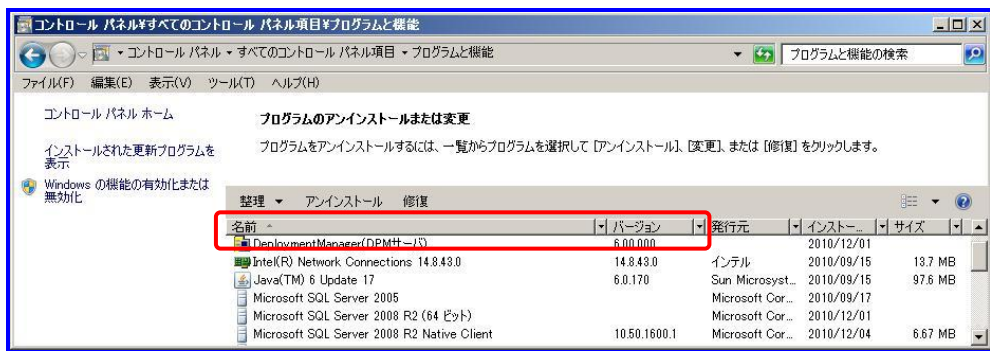 コントロール パネル¥すべてのコントロール パネル項目¥プログラムと機能
コントロール パネル ▾ すべてのコントロール パネル項目 ▾ プログラムと機能
プログラムと機能の検索
ファイル(F) 編集(E) 表示(V) ツール(T) ヘルプ(H)
コントロール パネル ホーム
インストールされた更新プログラムを
表示
Windows の機能の有効化または
無効化
プログラムのアンインストールまたは変更
プログラムをアンインストールするには、一覧からプログラムを選択して [アンインストール]、[変更]、または [修復] をクリックします。
整理 ▾ アンインストール 修復
名前 バージョン 発行元 インストー... サイズ
DeploymentManager(DPMサーバ) 6.00.000 2010/12/01
Intel(R) Network Connections 14.8.43.0 14.8.43.0 インテル 2010/09/15 13.7 MB
Java(TM) 6 Update 17 6.0.170 Sun Microsyst... 2010/09/15 97.6 MB
Microsoft SQL Server 2005 Microsoft Cor... 2010/09/17
Microsoft SQL Server 2008 R2 (64 ビット) Microsoft Cor... 2010/12/01
Microsoft SQL Server 2008 R2 Native Client 10.50.1600.1 Microsoft Cor... 2010/12/04 6.67 MB